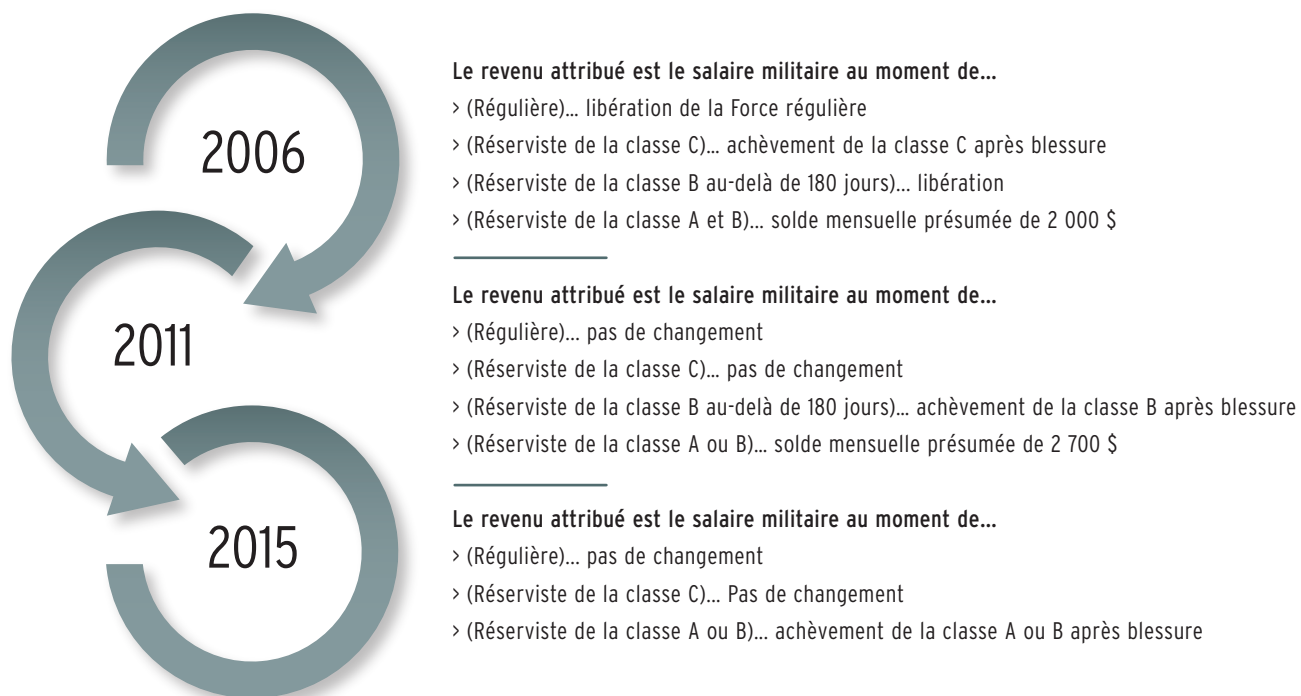 2006
Le revenu attribué est le salaire militaire au moment de...
> (Régulière)... libération de la Force régulière
> (Réserviste de la classe C)... achèvement de la classe C après blessure
> (Réserviste de la classe B au-delà de 180 jours)... libération
> (Réserviste de la classe A et B)... solde mensuelle présumée de 2 000 $
2011
Le revenu attribué est le salaire militaire au moment de...
> (Régulière)... pas de changement
> (Réserviste de la classe C)... pas de changement
> (Réserviste de la classe B au-delà de 180 jours)... achèvement de la classe B après blessure
> (Réserviste de la classe A ou B)... solde mensuelle présumée de 2 700 $
2015
Le revenu attribué est le salaire militaire au moment de...
> (Régulière)... pas de changement
> (Réserviste de la classe C)... Pas de changement
> (Réserviste de la classe A ou B)... achèvement de la classe A ou B après blessure